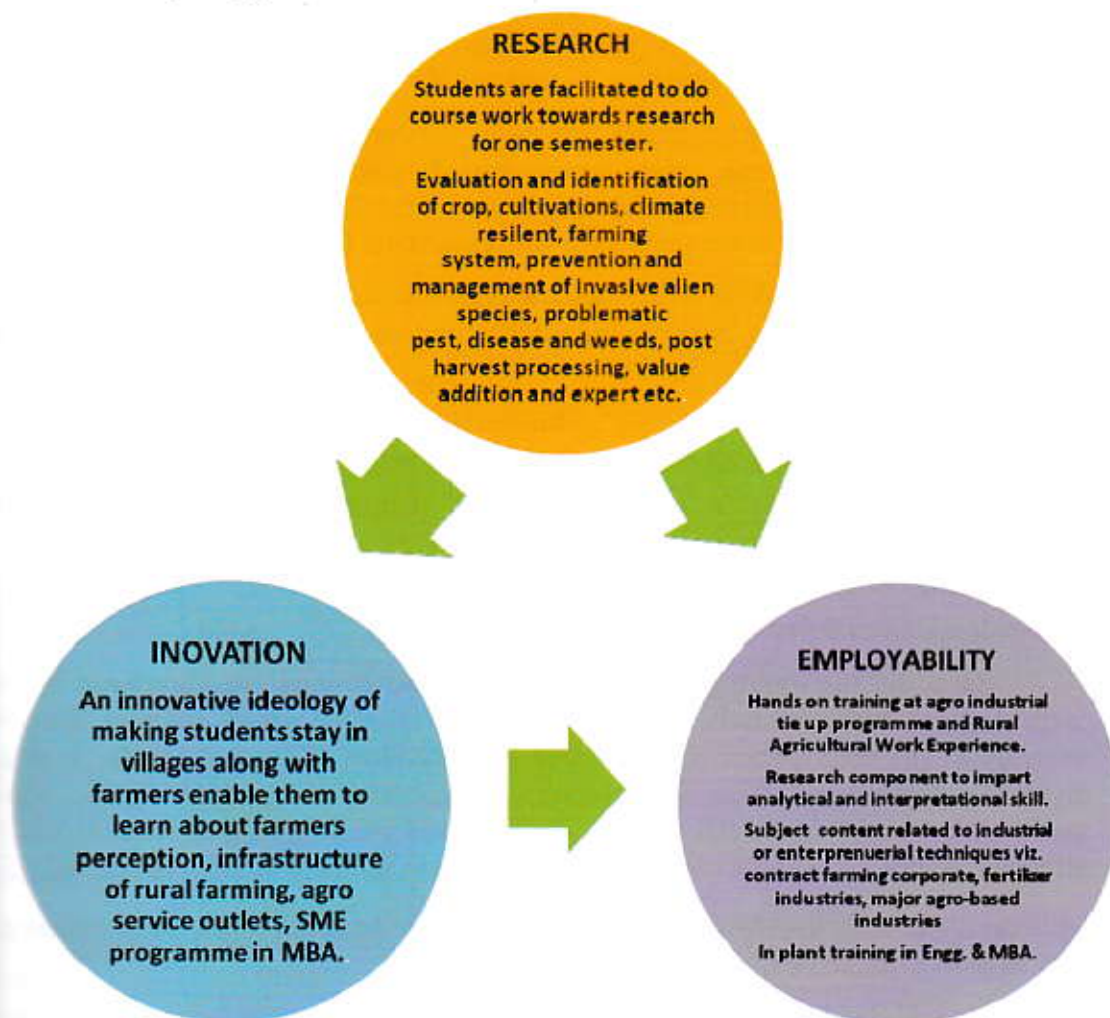 RESEARCH
Students are facilitated to do
course work towards research
for one semester.
Evaluation and identification
of crop, cultivations, climate
resilent, farming
system, prevention and
management of invasive alien
species, problematic
pest, disease and weeds, post
harvest processing, value
addition and expert etc.
INOVATION
An innovative ideology of
making students stay in
villages along with
farmers enable them to
learn about farmers
perception, infrastructure
of rural farming, agro
service outlets, SME
programme in MBA.
EMPLOYABILITY
Hands on training at agro industrial
tie up programme and Rural
Agricultural Work Experience.
Research component to impart
analytical and interpretational skill.
Subject content related to industrial
or enterprenuerial techniques viz.
contract farming corporate, fertilizer
industries, major agro-based
industries
In plant training in Engg. & MBA.